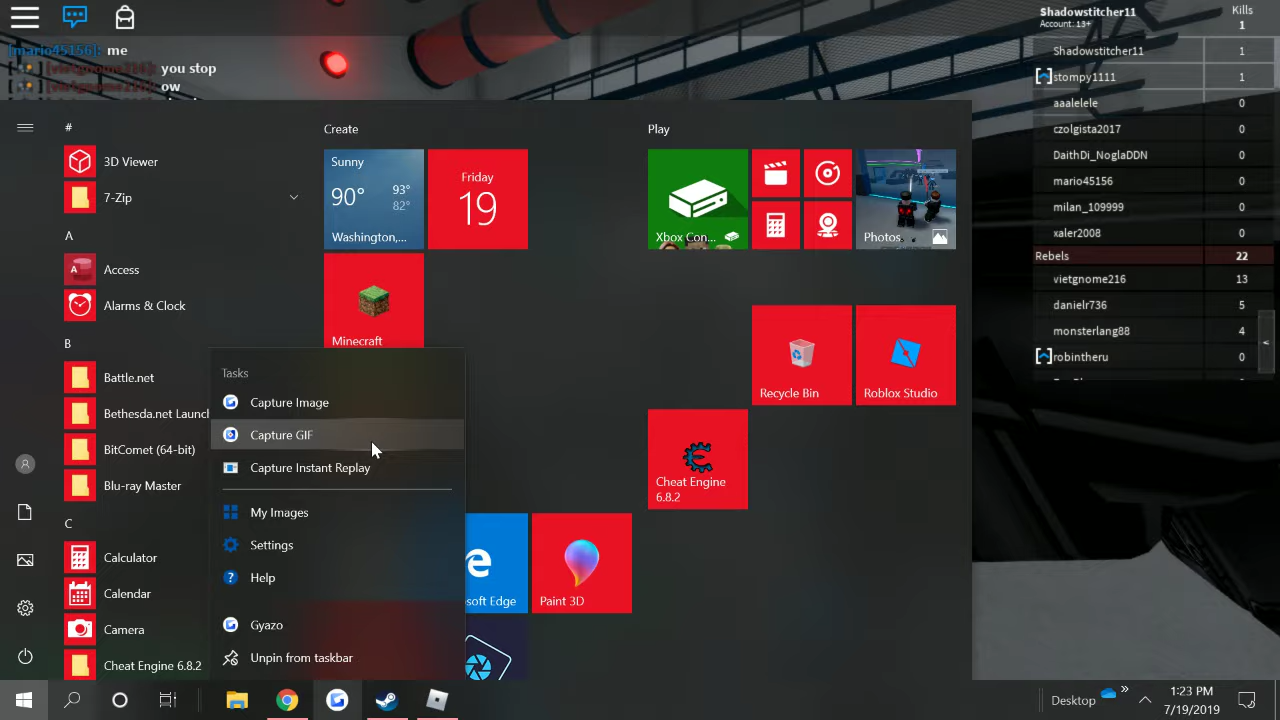 [mario45156]: me
[vietgnome216]: you stop
[vietgnome216]: ow
Shadowstitcher11
Account: 13+
Kills
1
Shadowstitcher11 1
stompy1111 1
aaalelele 0
czolgista2017 0
DaithDi_NoglaDDN 0
mario45156 0
milan_109999 0
xaler2008 0
Rebels 22
vietgnome216 13
danielr736 5
monsterlang88 4
robintheru 0
<
#
3D Viewer
7-Zip
A
Access
Alarms & Clock
B
Battle.net
Bethesda.net Launch
BitComet (64-bit)
Blu-ray Master
C
Calculator
Calendar
Camera
Cheat Engine 6.8.2
Create
Sunny
90°
93°
82°
Washington,...
Friday
19
Minecraft
Play
Xbox Con...
Photos
Recycle Bin
Roblox Studio
Cheat Engine
6.8.2
osoft Edge
Paint 3D
Tasks
Capture Image
Capture GIF
Capture Instant Replay
My Images
Settings
Help
Gyazo
Unpin from taskbar
Desktop
1:23 PM
7/19/2019